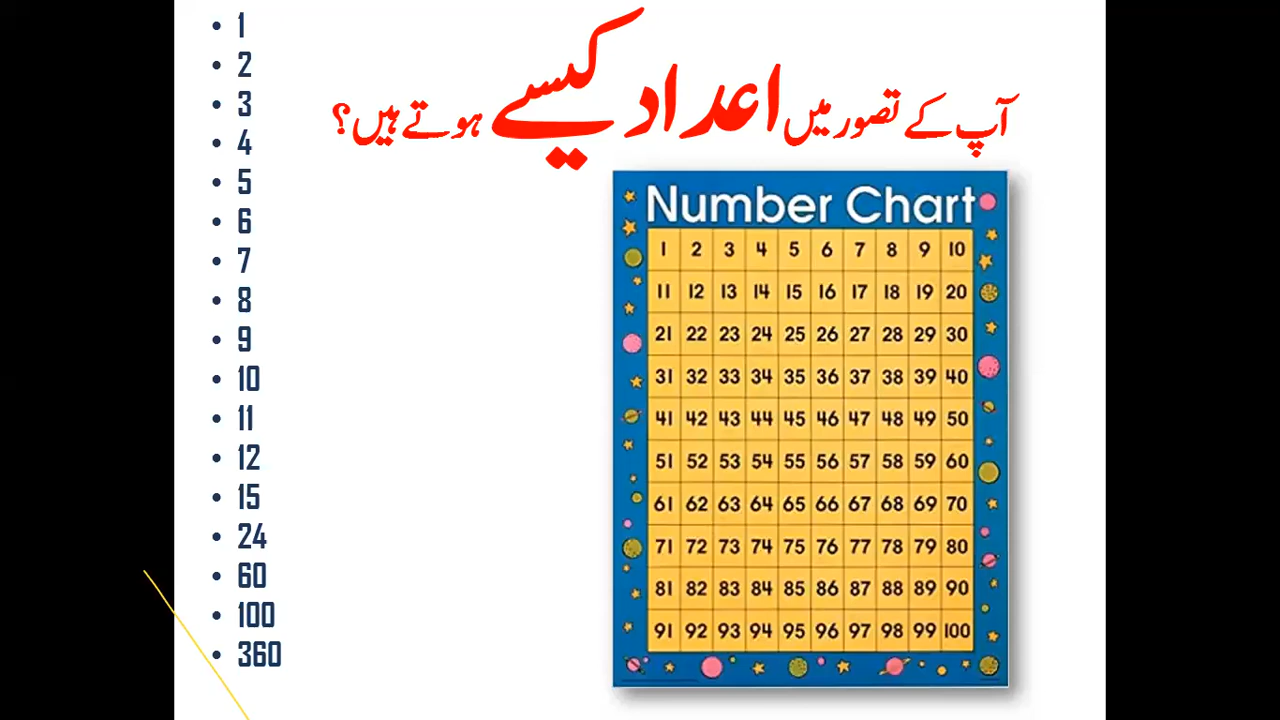 آپ کے تصور میں اعداد کیسے ہوتے ہیں؟
• 1
• 2
• 3
• 4
• 5
• 6
• 7
• 8
• 9
• 10
• 11
• 12
• 15
• 24
• 60
• 100
• 360
Number Chart
1 2 3 4 5 6 7 8 9 10
11 12 13 14 15 16 17 18 19 20
21 22 23 24 25 26 27 28 29 30
31 32 33 34 35 36 37 38 39 40
41 42 43 44 45 46 47 48 49 50
51 52 53 54 55 56 57 58 59 60
61 62 63 64 65 66 67 68 69 70
71 72 73 74 75 76 77 78 79 80
81 82 83 84 85 86 87 88 89 90
91 92 93 94 95 96 97 98 99 100